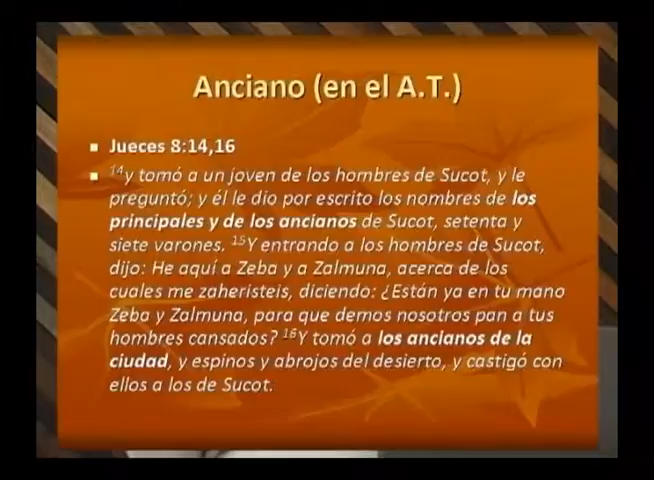 Anciano (en el A.T.)
Jueces 8:14,16
14y tomó a un joven de los hombres de Sucot, y le
preguntó; y él le dio por escrito los nombres de los
principales y de los ancianos de Sucot, setenta y
siete varones. 15Y entrando a los hombres de Sucot,
dijo: He aquí a Zeba y a Zalmuna, acerca de los
cuales me zaheristeis, diciendo: ¿Están ya en tu mano
Zeba y Zalmuna, para que demos nosotros pan a tus
hombres cansados? 16Y tomó a los ancianos de la
ciudad, y espinos y abrojos del desierto, y castigó con
ellos a los de Sucot.